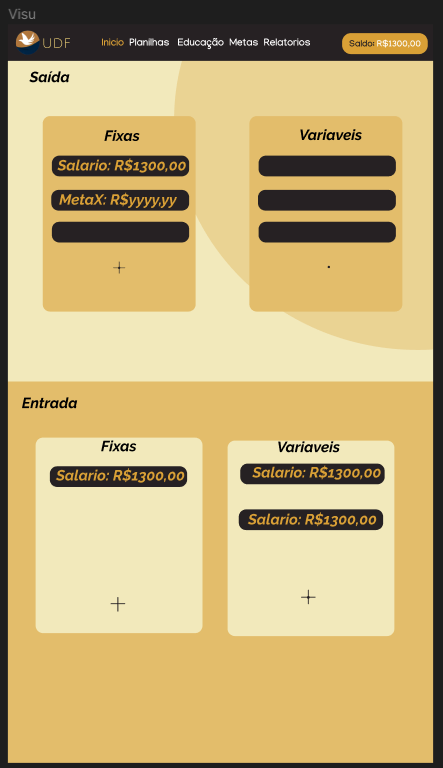 Visu
UDF Inicio Planilhas Educação Metas Relatorios Saldo: R$1300,00
Saída
Fixas
Salario: R$1300,00
MetaX: R$yyyy,yy
Variaveis
Entrada
Fixas
Salario: R$1300,00
Variaveis
Salario: R$1300,00
Salario: R$1300,00